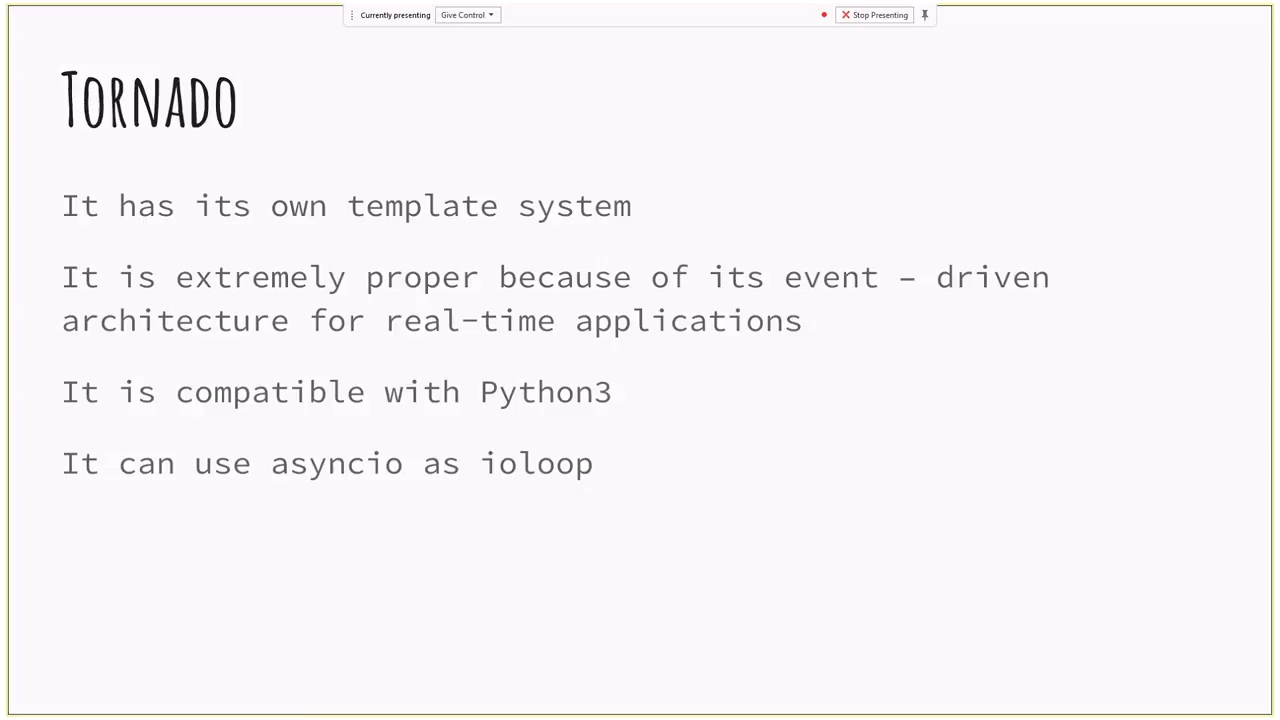 Currently presenting Give Control Stop Presenting
TORNADO
It has its own template system
It is extremely proper because of its event – driven
architecture for real-time applications
It is compatible with Python3
It can use asyncio as ioloop